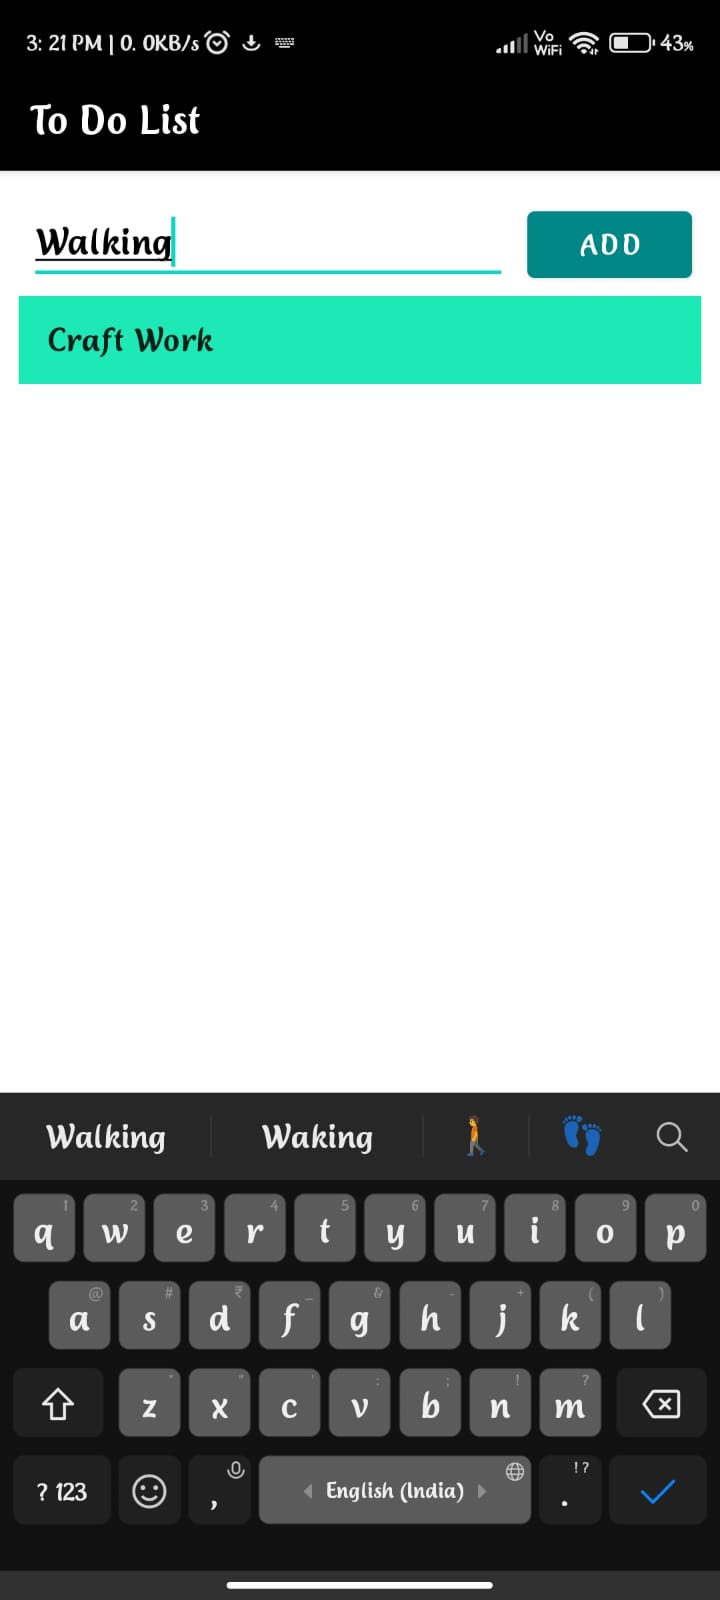 3: 21 PM | 0. 0KB/s Vo WiFi 43%
To Do List
Walking ADD
Craft Work
Walking Waking
1 2 3 4 5 6 7 8 9 0
q w e r t y u i o p
@ # ₹ _ & - + ( )
a s d f g h j k l
* " ' : ; ! ?
z x c v b n m
? 123 , English (India) . !?